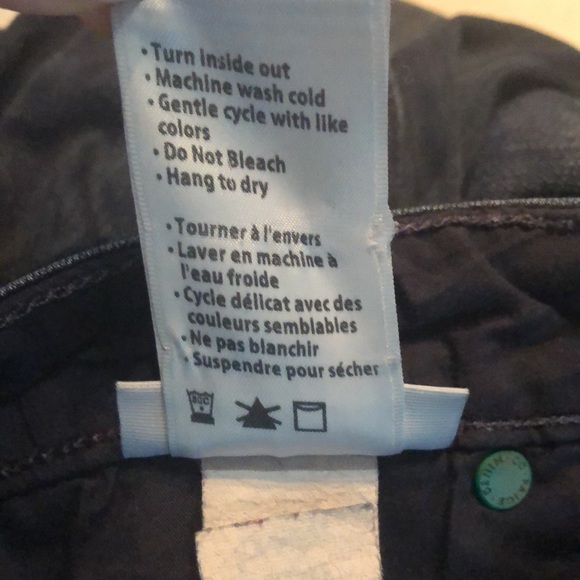 • Turn inside out
• Machine wash cold
• Gentle cycle with like
colors
• Do Not Bleach
• Hang to dry
• Tourner à l'envers
• Laver en machine à
l'eau froide
• Cycle délicat avec des
couleurs semblables
• Ne pas blanchir
• Suspendre pour sécher